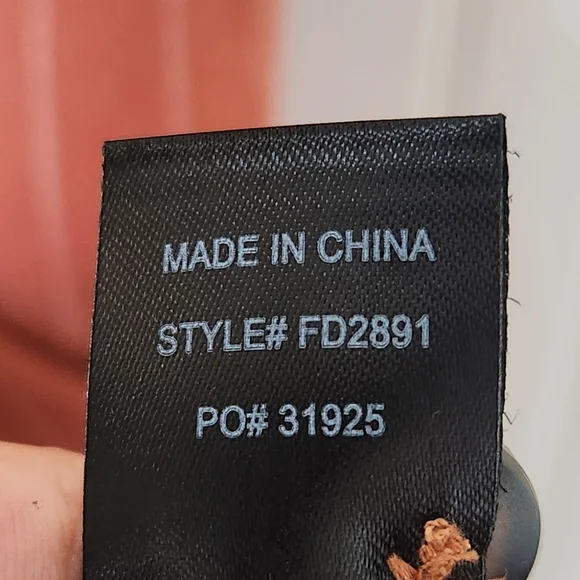 MADE IN CHINA
STYLE# FD2891
PO# 31925